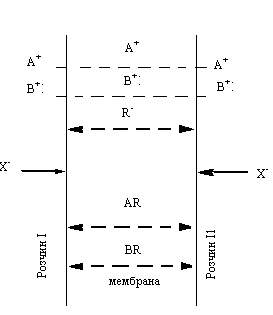 A+
A+ A+
B+: B+: B+:
R-
X- X-
AR
BR
Розчин I
мембрана
Розчин II